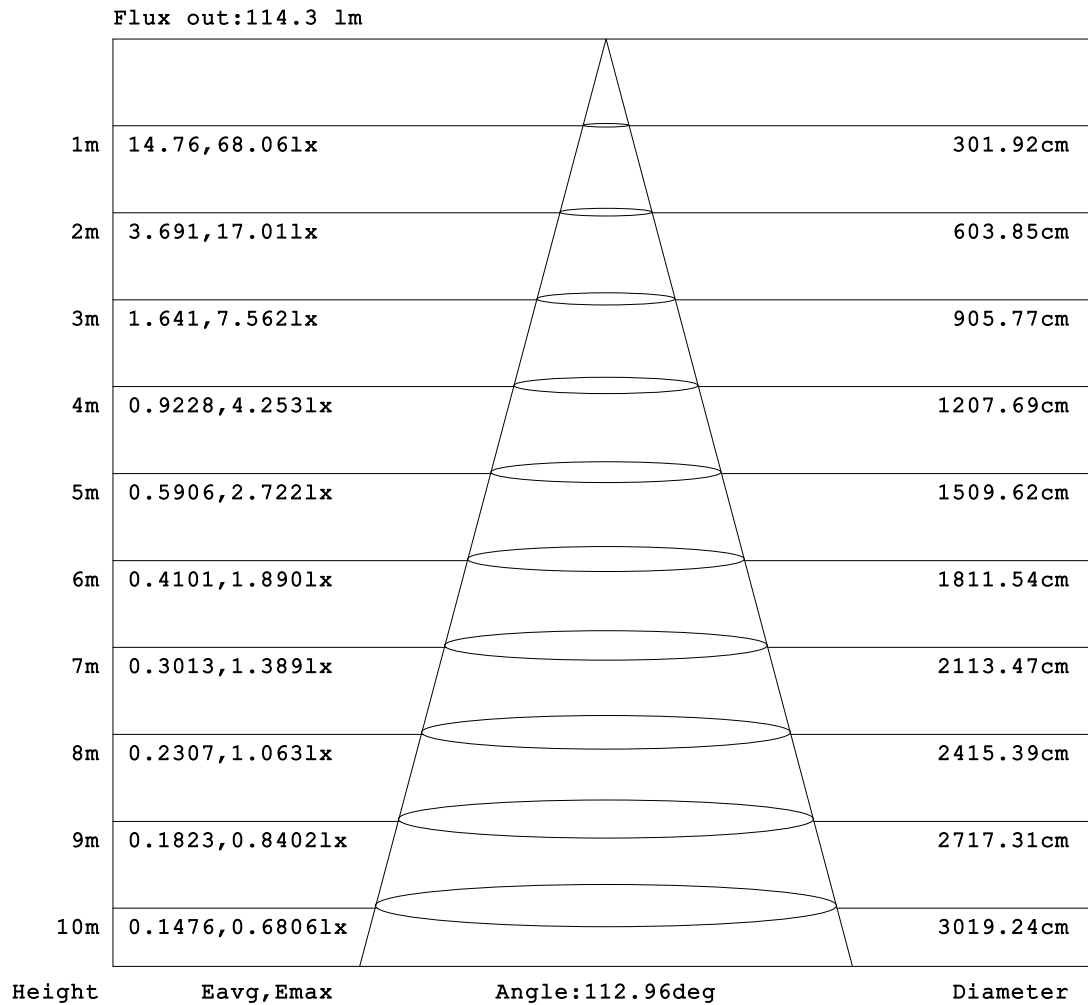 Flux out:114.3 lm
1m 14.76,68.06lx 301.92cm
2m 3.691,17.01lx 603.85cm
3m 1.641,7.562lx 905.77cm
4m 0.9228,4.253lx 1207.69cm
5m 0.5906,2.722lx 1509.62cm
6m 0.4101,1.890lx 1811.54cm
7m 0.3013,1.389lx 2113.47cm
8m 0.2307,1.063lx 2415.39cm
9m 0.1823,0.8402lx 2717.31cm
10m 0.1476,0.6806lx 3019.24cm
Height Eavg,Emax Angle:112.96deg Diameter